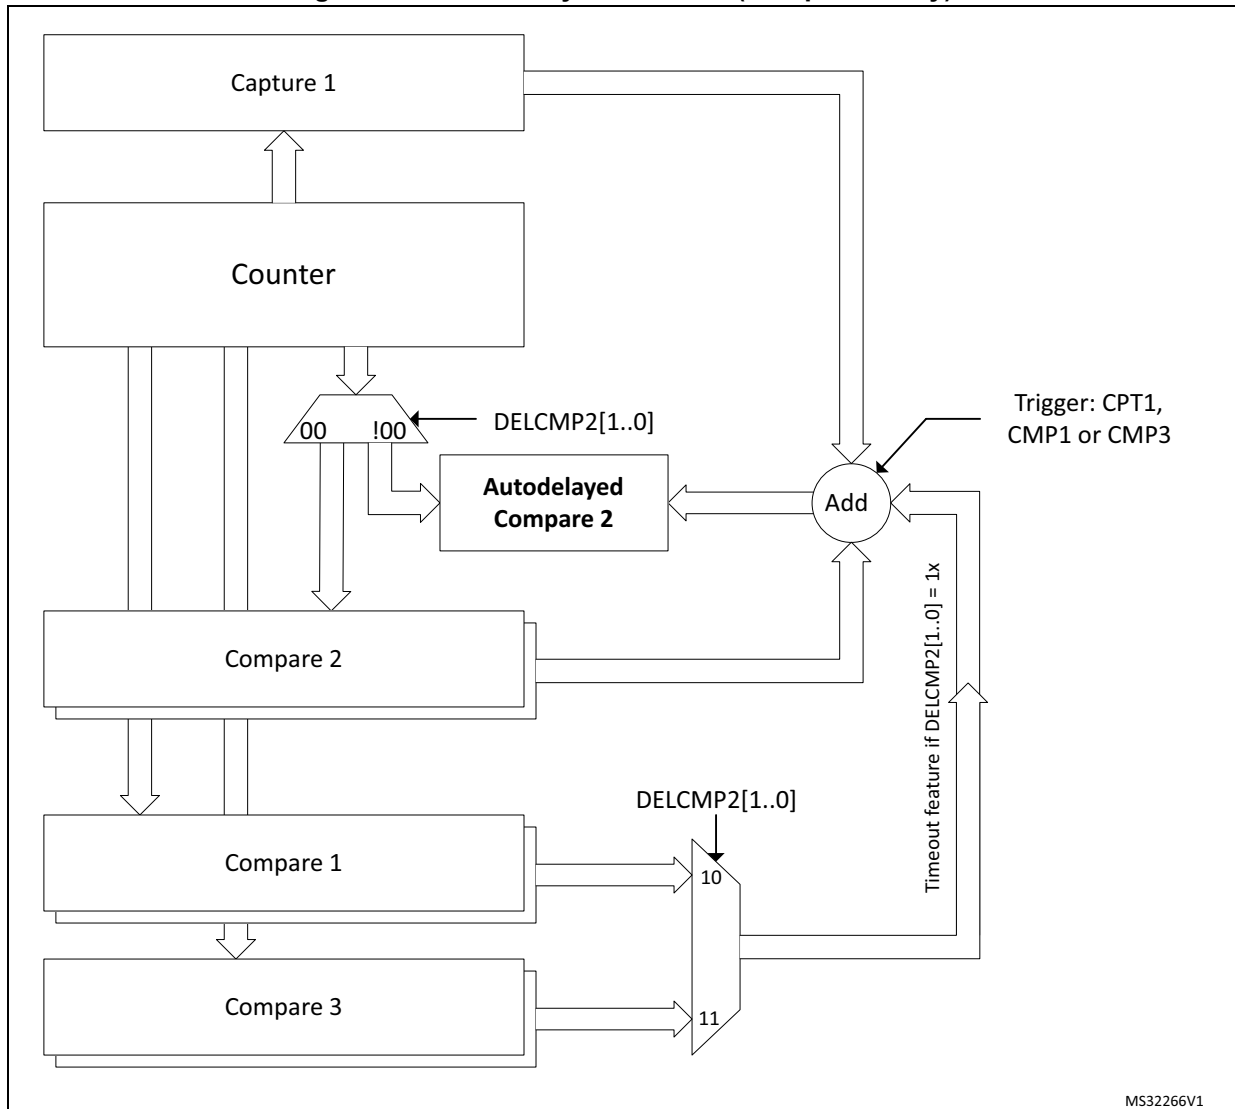 Capture 1
Counter
00
!00
DELCMP2[1..0]
Trigger: CPT1,
CMP1 or CMP3
Autodelayed
Compare 2
Add
Timeout feature if DELCMP2[1..0] = 1x
Compare 2
DELCMP2[1..0]
Compare 1
10
Compare 3
11
MS32266V1